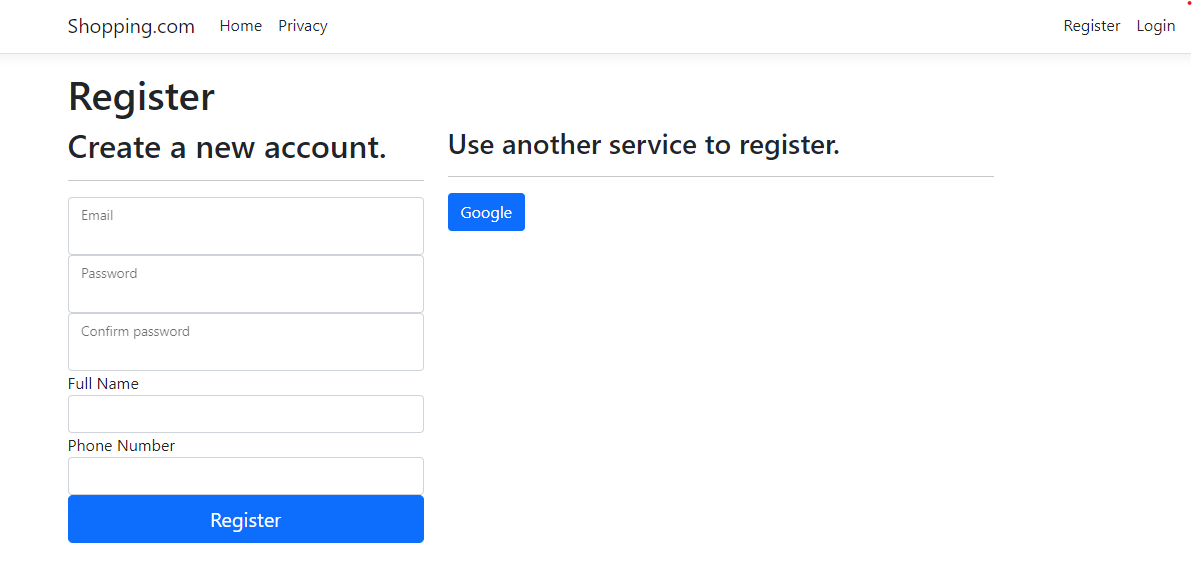 Shopping.com Home Privacy Register Login
Register
Create a new account.
Use another service to register.
Google
Email
Password
Confirm password
Full Name
Phone Number
Register